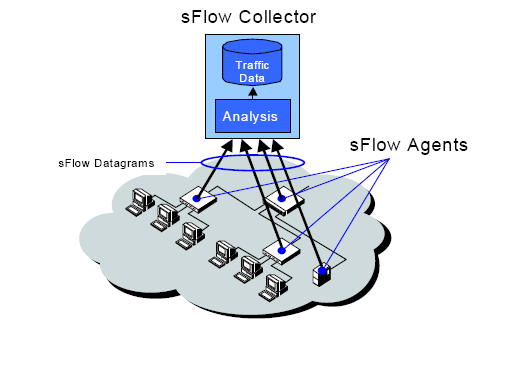 sFlow Collector
Traffic
Data
Analysis
sFlow Agents
sFlow Datagrams